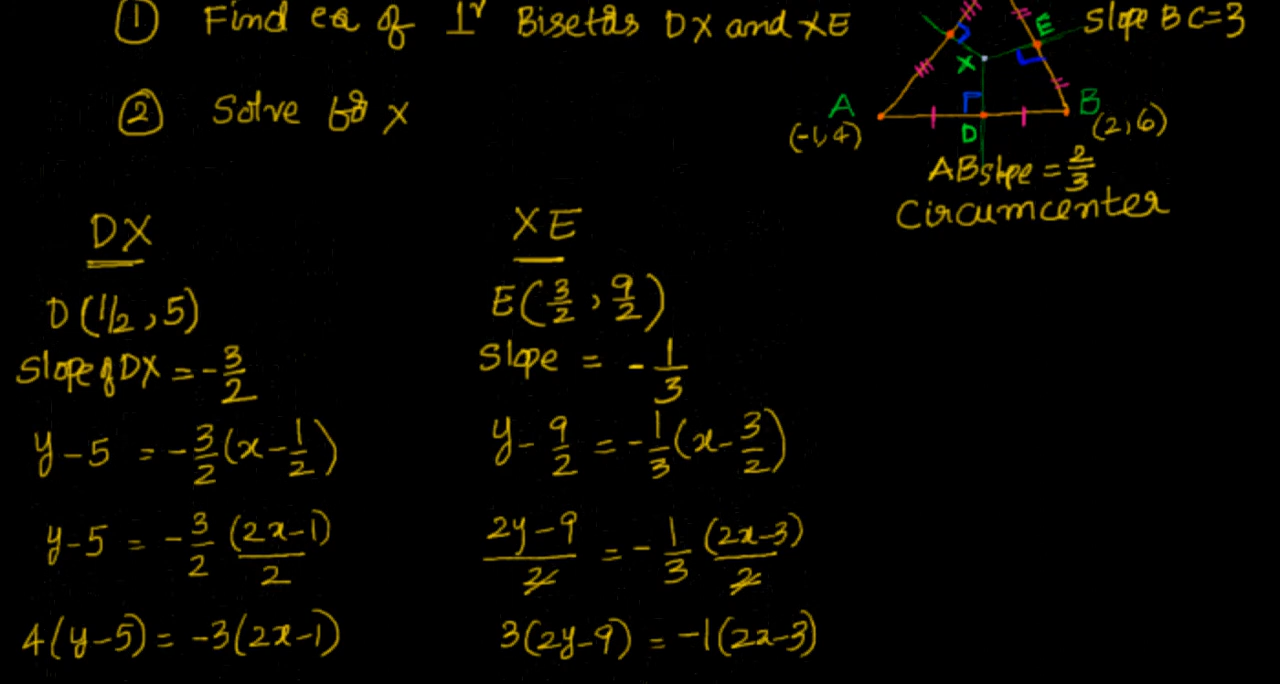 ① Find eq of ⊥r Bisetãs DX and XE
② Solve for X
Slope BC=3
E
X
A
(-1,4)
B
(2,6)
D
AB slpe = 2/3
Circumcenter
DX
D(1/2,5)
Slope of DX = -3/2
y-5 = -3/2(x-1/2)
y-5 = -3/2 (2x-1)/2
4(y-5) = -3(2x-1)
XE
E(3/2, 9/2)
Slope = -1/3
y-9/2 = -1/3(x-3/2)
(2y-9)/2 = -1/3 (2x-3)/2
3(2y-9) = -1(2x-3)